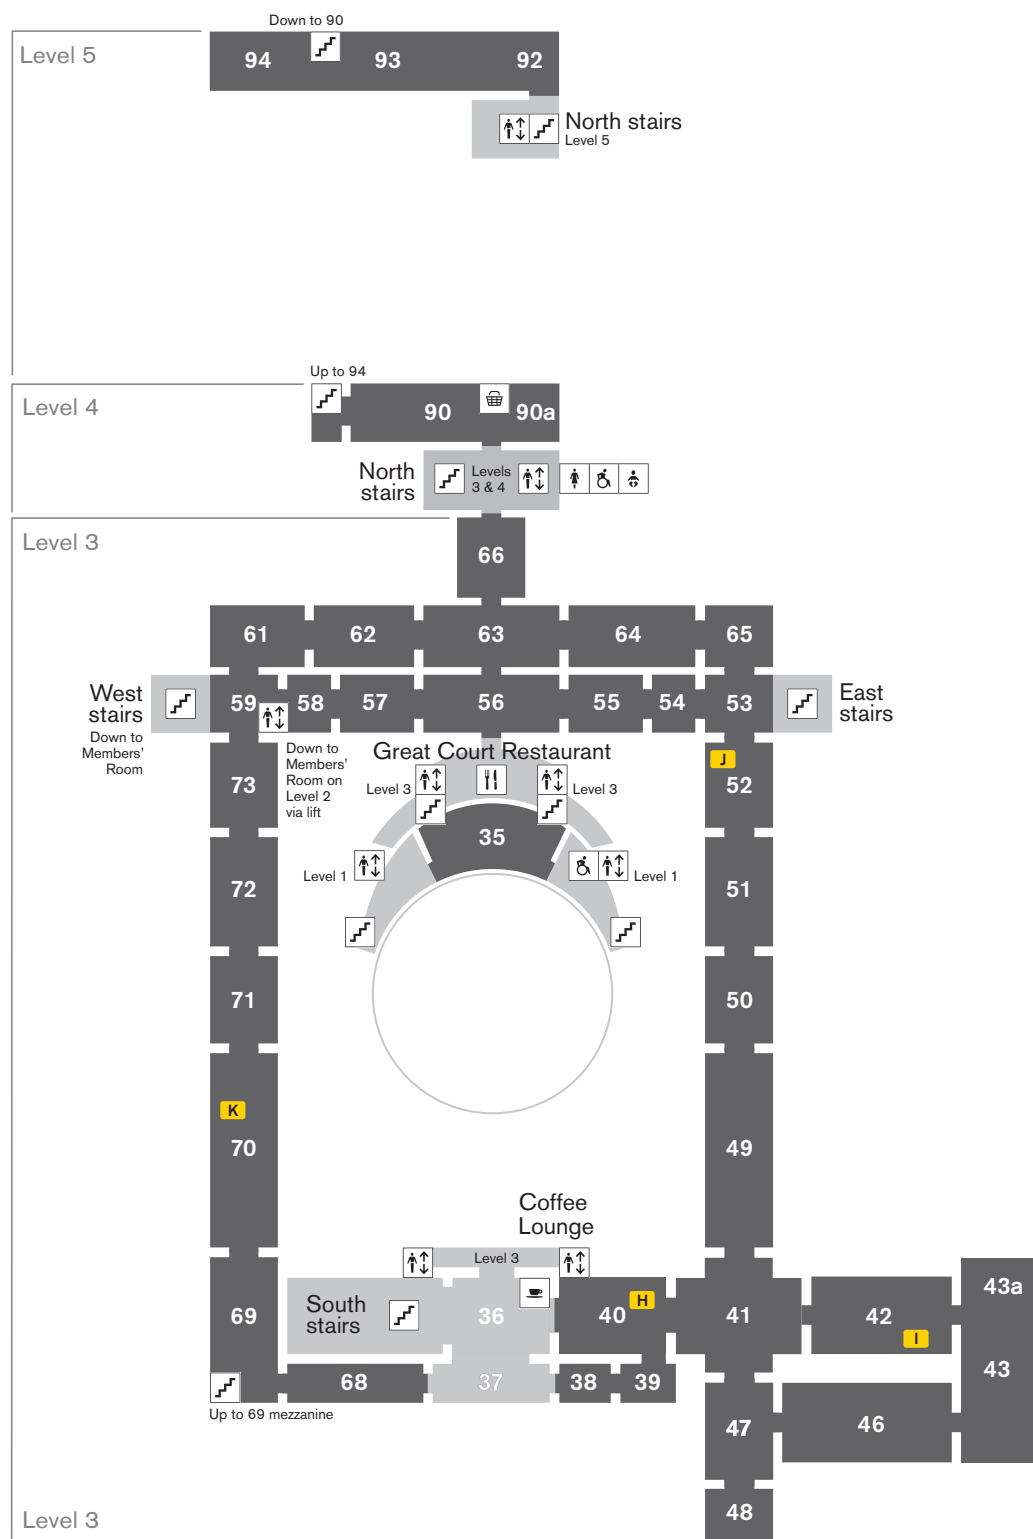 Down to 90
Level 5
94
93
92
North stairs
Level 5
Up to 94
Level 4
90
90a
North
stairs
Levels
3 & 4
Level 3
66
61
62
63
64
65
West
stairs
Down to
Members'
Room
59
58
57
56
55
54
53
East
stairs
Down to
Members'
Room on
Level 2
via lift
Great Court Restaurant
J
73
Level 3
Level 3
52
35
Level 1
Level 1
72
51
71
50
K
70
49
Coffee
Lounge
Level 3
South
stairs
69
36
40
H
41
42
I
43a
68
37
38
39
43
Up to 69 mezzanine
47
46
48
Level 3